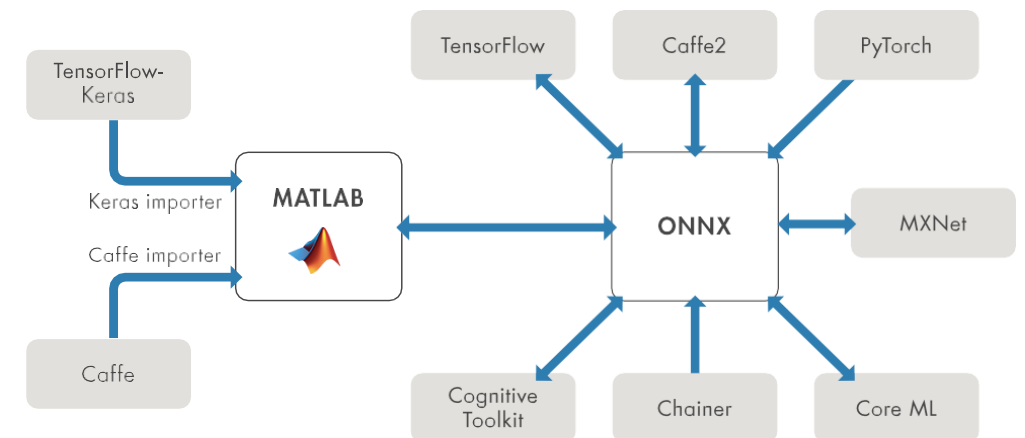 TensorFlow-
Keras
Keras importer
MATLAB
Caffe importer
Caffe
TensorFlow
Caffe2
PyTorch
ONNX
MXNet
Cognitive
Toolkit
Chainer
Core ML